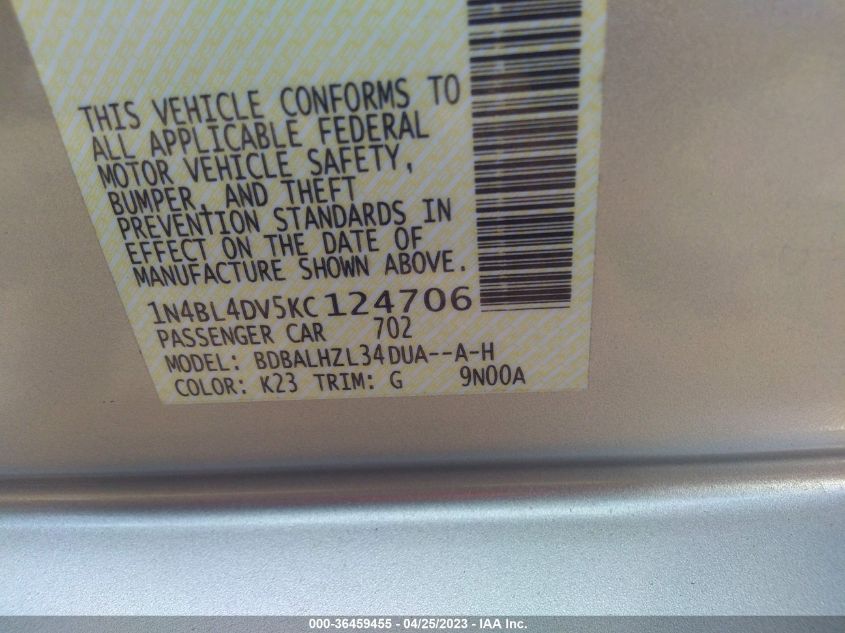 THIS VEHICLE CONFORMS TO
ALL APPLICABLE FEDERAL
MOTOR VEHICLE SAFETY,
BUMPER, AND THEFT
PREVENTION STANDARDS IN
EFFECT ON THE DATE OF
MANUFACTURE SHOWN ABOVE.
1N4BL4DV5KC124706
PASSENGER CAR 702
MODEL: BDBALHZL34DUA--A-H
COLOR: K23 TRIM: G 9N00A
000-36459455 - 04/25/2023 - IAA Inc.